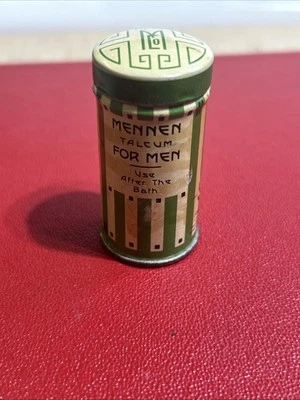 MENNEN
TALCUM
FOR MEN
Use
After The
Bath